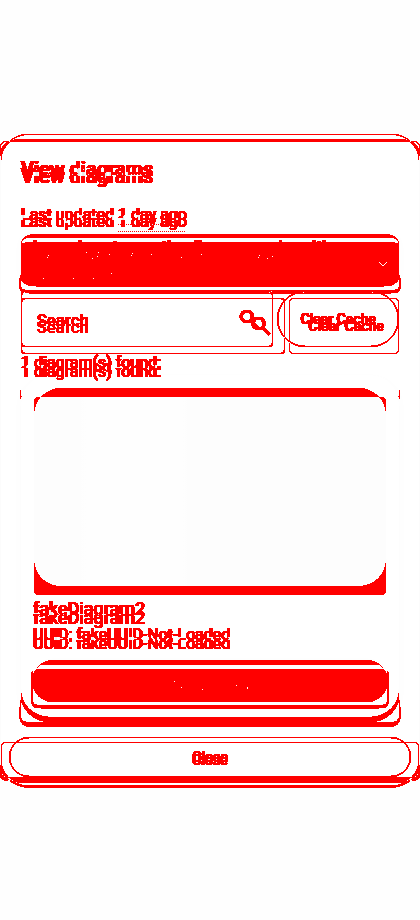 View diagrams
Last updated 1 day ago
Search
Clear Cache
1 diagram(s) found
fakeDiagram2
UUID: fakeUUID-Not-Loaded
Close